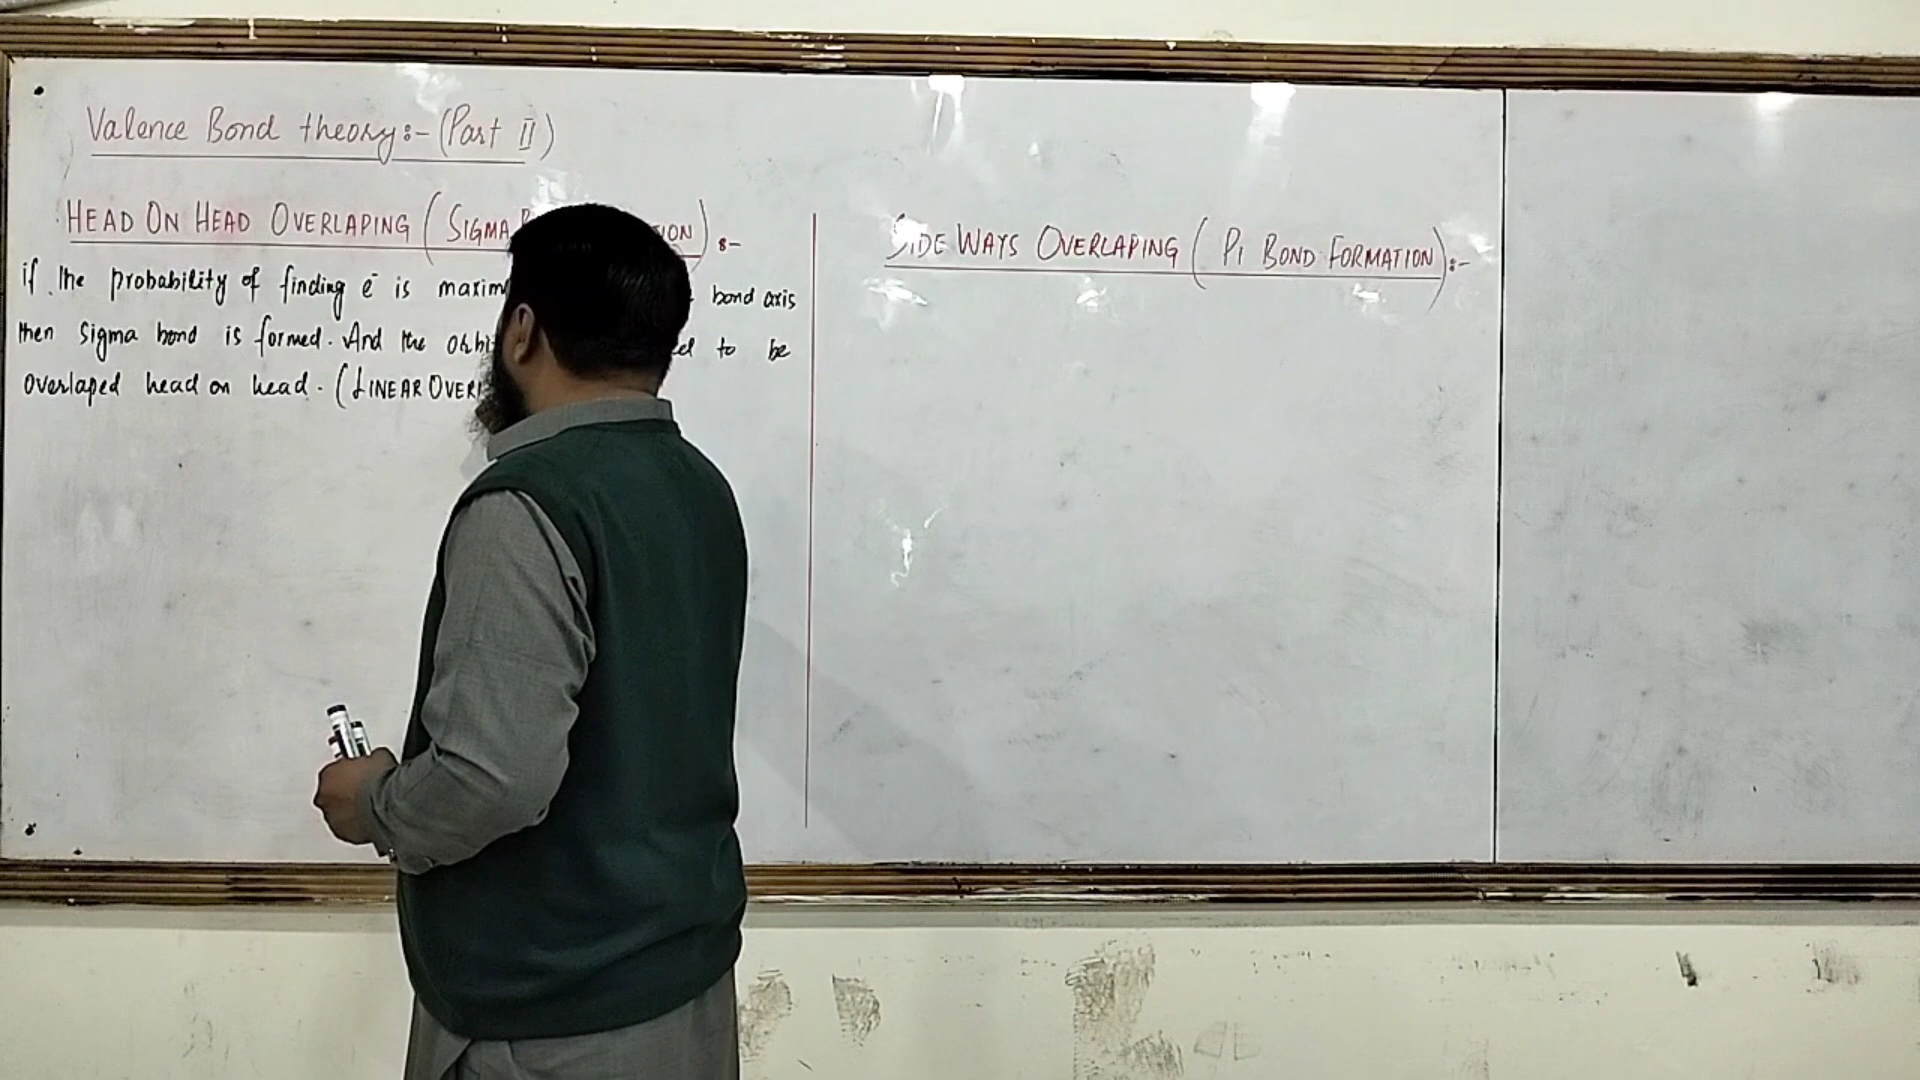 Valence Bond theory:- (Part II)
HEAD ON HEAD OVERLAPING (SIGMA
:-
if the probability of finding e̅ is bond axis
then Sigma bond is formed. And the to be
Overlaped head on head. (LINEAR
SIDE WAYS OVERLAPING (PI BOND FORMATION):-